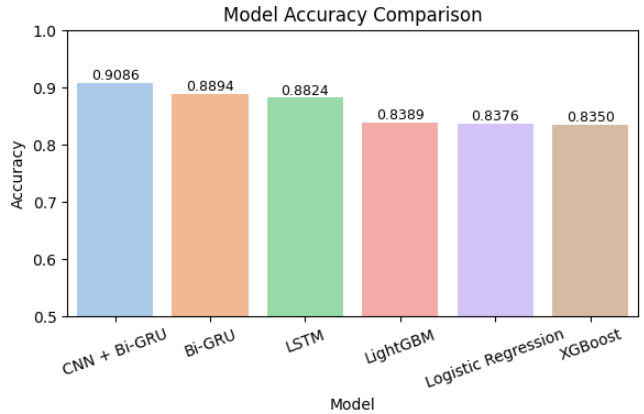 Model Accuracy Comparison
1.0
0.9
0.8
0.7
0.6
0.5
Accuracy
0.9086
0.8894
0.8824
0.8389
0.8376
0.8350
CNN + Bi-GRU
Bi-GRU
LSTM
LightGBM
Logistic Regression
XGBoost
Model